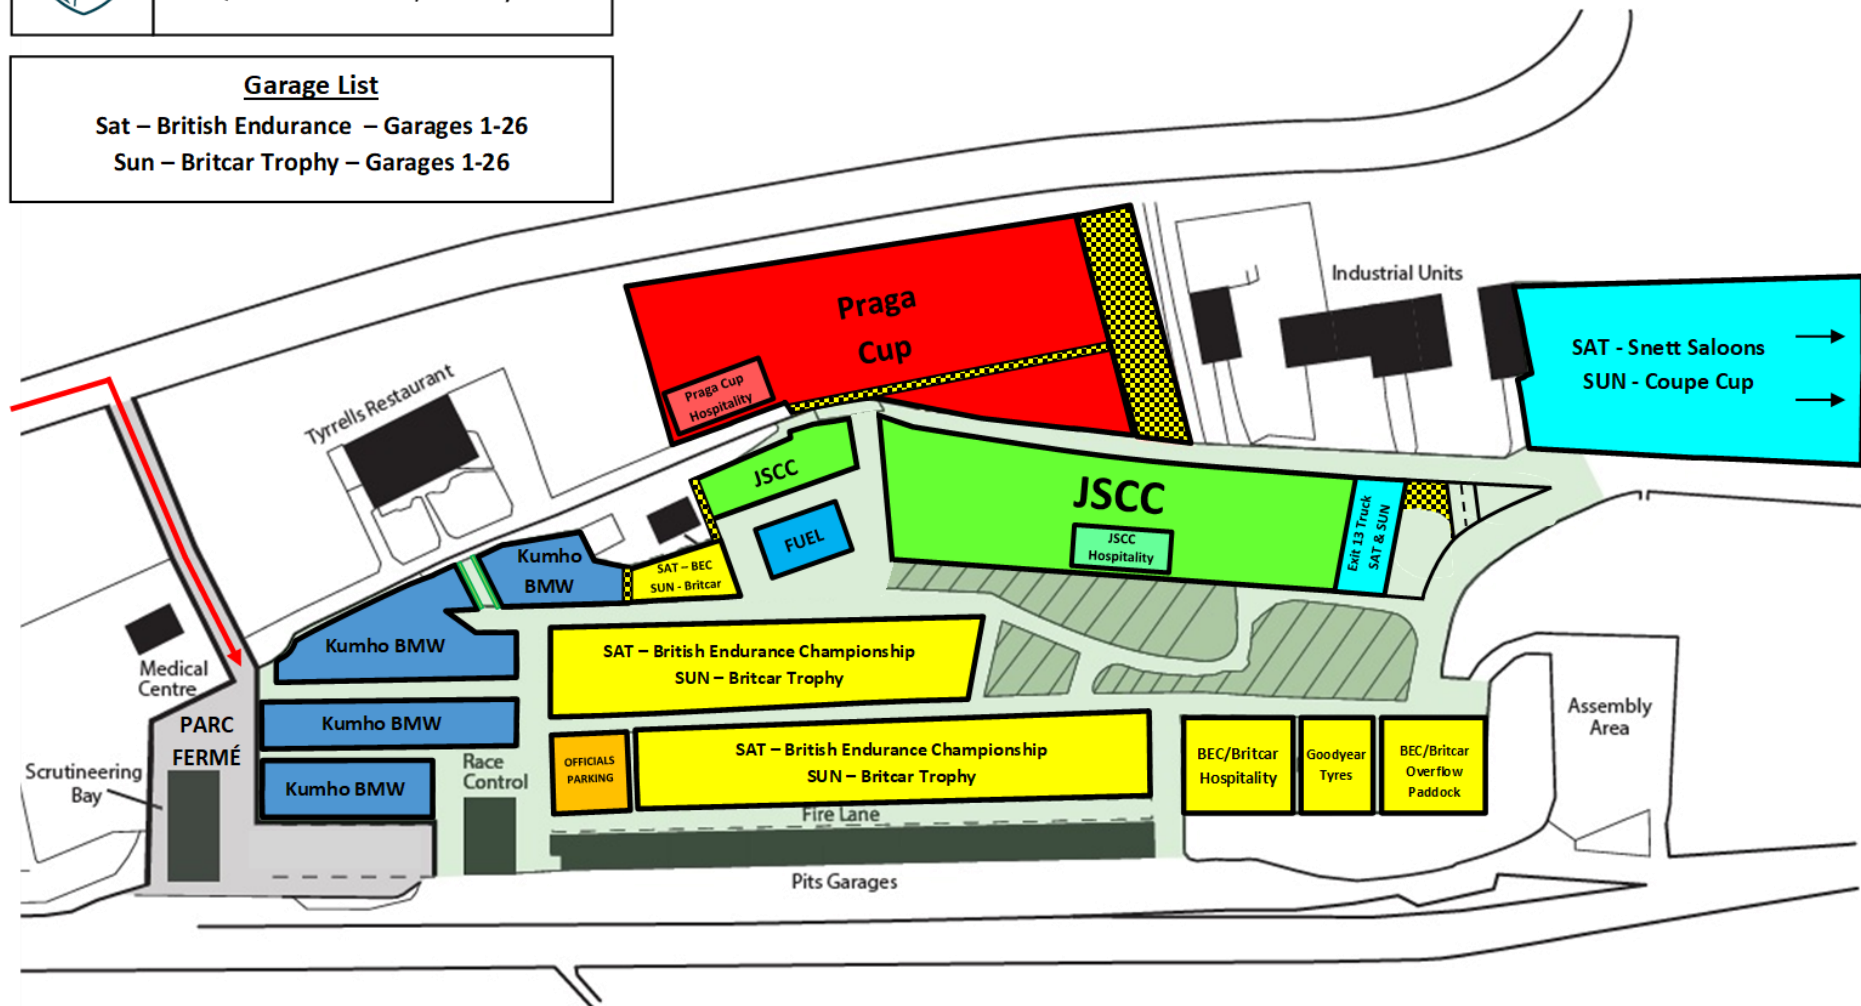 Garage List
Sat – British Endurance – Garages 1-26
Sun – Britcar Trophy – Garages 1-26
Praga
Cup
Praga Cup
Hospitality
Industrial Units
SAT - Snett Saloons
SUN - Coupe Cup
Tyrrells Restaurant
JSCC
JSCC
JSCC
Hospitality
Exit 13 Truck
SAT & SUN
FUEL
Kumho
BMW
SAT – BEC
SUN - Britcar
Kumho BMW
SAT – British Endurance Championship
SUN – Britcar Trophy
Medical
Centre
PARC
FERMÉ
Kumho BMW
Assembly
Area
Scrutineering
Bay
Kumho BMW
Race
Control
OFFICIALS
PARKING
SAT – British Endurance Championship
SUN – Britcar Trophy
BEC/Britcar
Hospitality
Goodyear
Tyres
BEC/Britcar
Overflow
Paddock
Fire Lane
Pits Garages